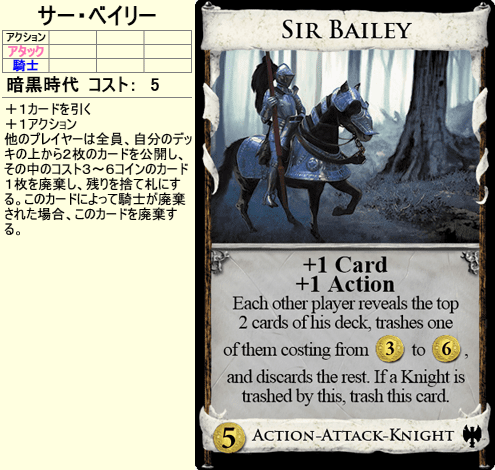 サー・ベイリー
アクション
アタック
騎士
暗黒時代 コスト： 5
＋１カードを引く
＋１アクション
他のプレイヤーは全員、自分のデッ
キの上から２枚のカードを公開し、
その中のコスト３～６コインのカード
１枚を廃棄し、残りを捨て札にす
る。このカードによって騎士が廃棄
された場合、このカードを廃棄す
る。
SIR BAILEY
+1 Card
+1 Action
Each other player reveals the top
2 cards of his deck, trashes one
of them costing from 3 to 6 ,
and discards the rest. If a Knight is
trashed by this, trash this card.
5 ACTION-ATTACK-KNIGHT